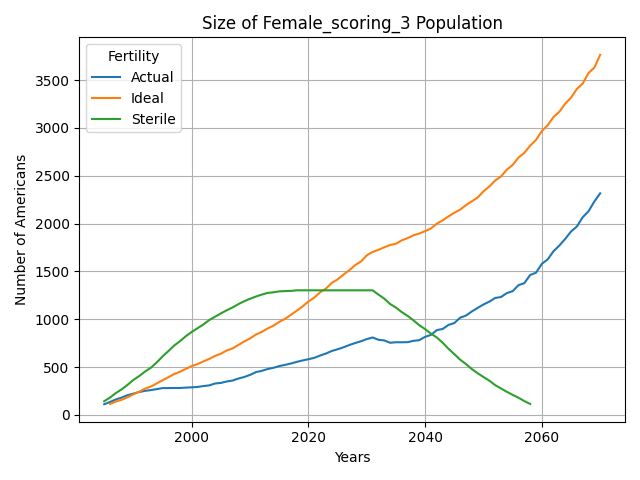 Size of Female_scoring_3 Population
Fertility
Actual
Ideal
Sterile
Number of Americans
3500
3000
2500
2000
1500
1000
500
0
2000
2020
2040
2060
Years